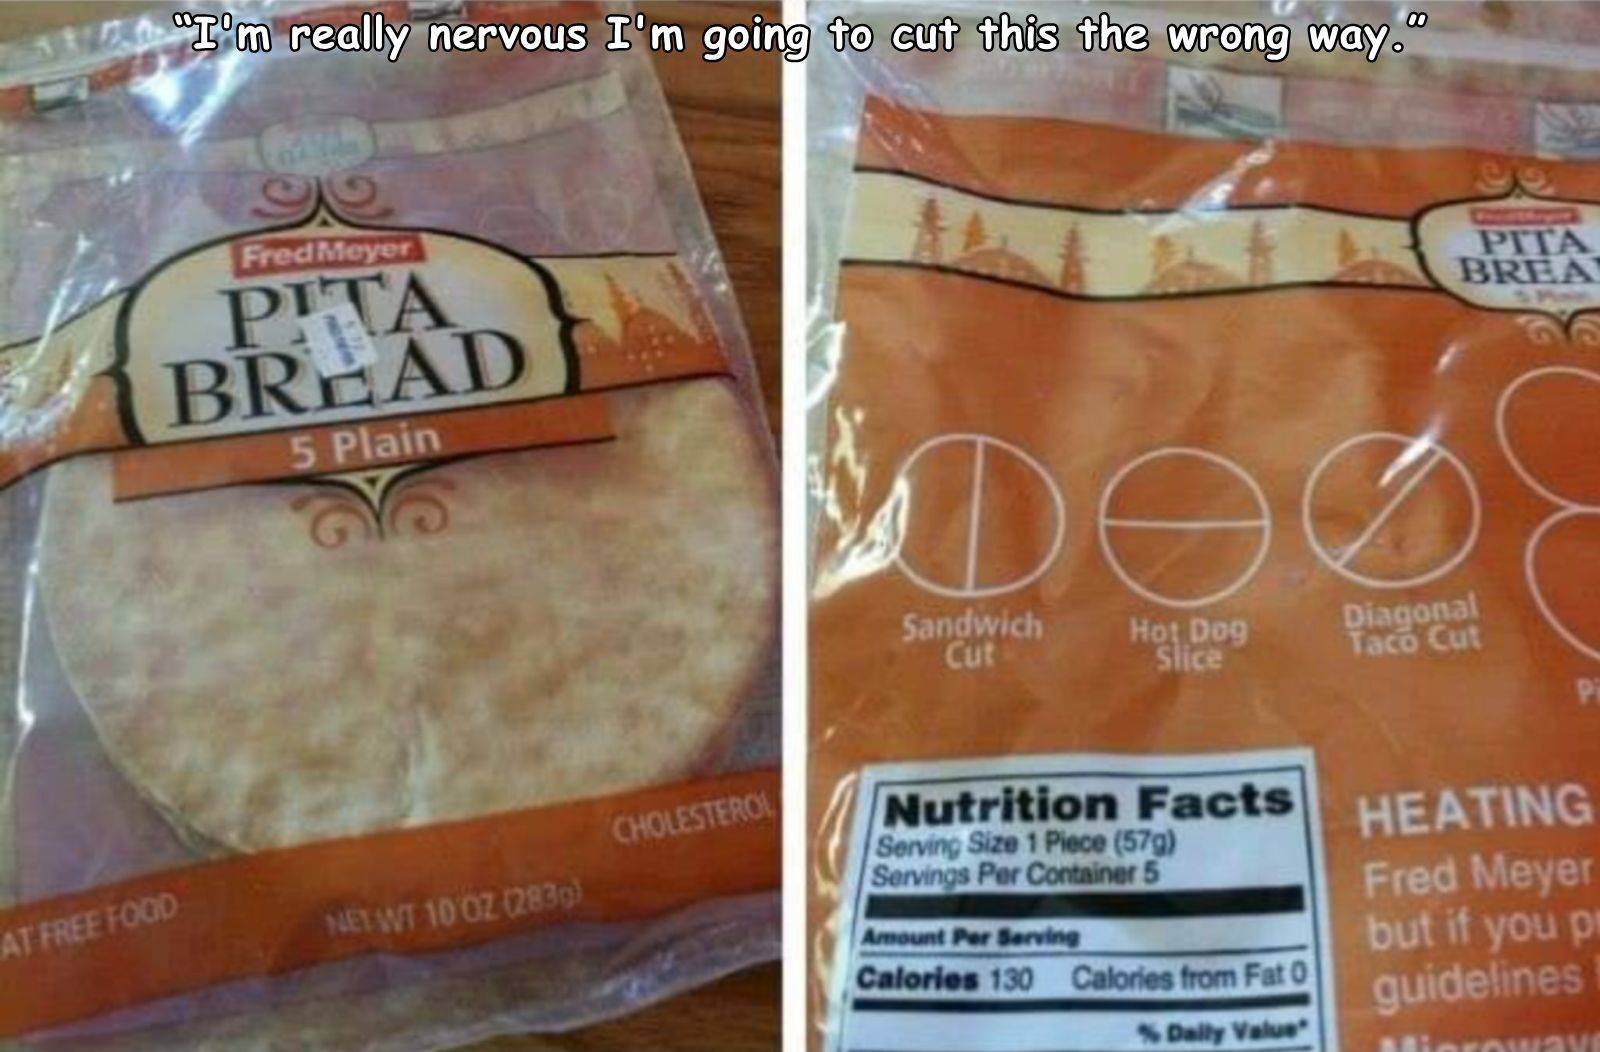 “I'm really nervous I'm going to cut this the wrong way.”
FredMeyer
PITA
BREAD
5 Plain
CHOLESTEROL
AT FREE FOOD
NET WT 10 OZ (283g)
PITA
BREA
Sandwich
Cut
Hot Dog
Slice
Diagonal
Taco Cut
Pi
Nutrition Facts
Serving Size 1 Piece (57g)
Servings Per Container 5
Amount Per Serving
Calories 130 Calories from Fat 0
% Daily Value*
HEATING
Fred Meyer
but if you p
guidelines
Microwav